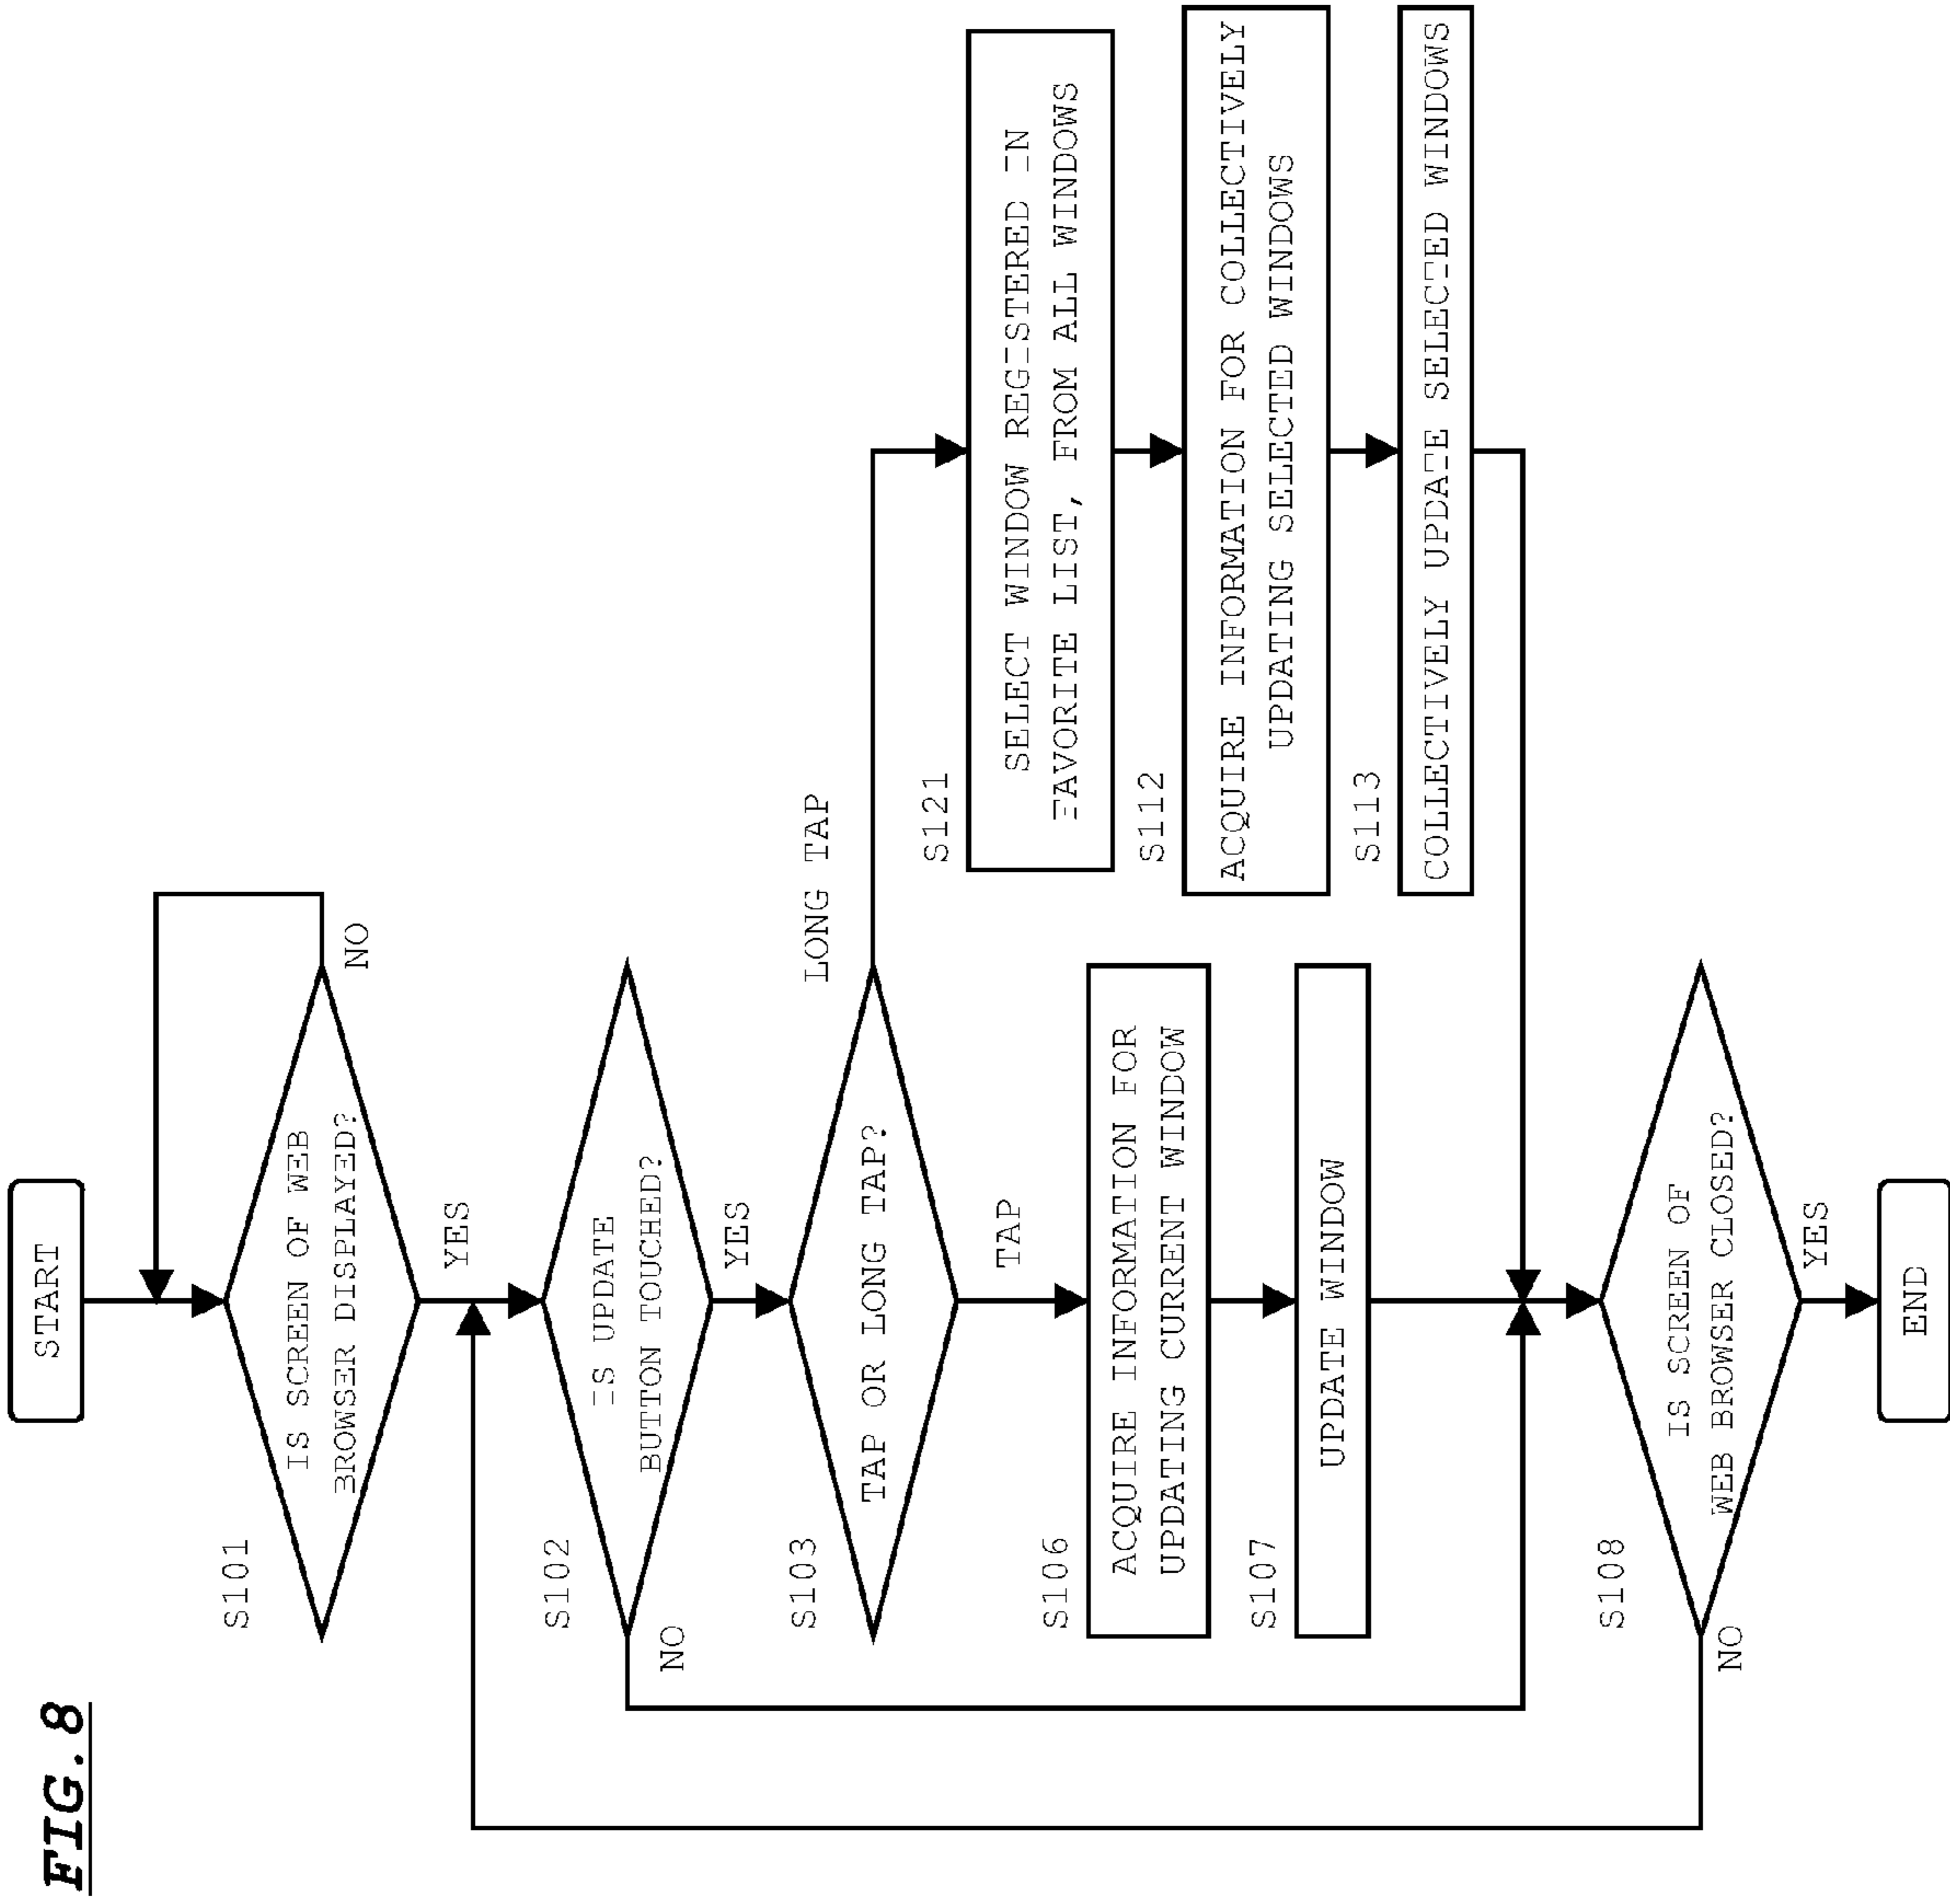 FIG.8
START
S101
IS SCREEN OF WEB
BROWSER DISPLAYED?
NO
YES
S102
IS UPDATE
BUTTON TOUCHED?
NO
YES
S103
TAP OR LONG TAP?
LONG TAP
TAP
S106
ACQUIRE INFORMATION FOR
UPDATING CURRENT WINDOW
S107
UPDATE WINDOW
S121
SELECT WINDOW REGISTERED IN
FAVORITE LIST, FROM ALL WINDOWS
S112
ACQUIRE INFORMATION FOR COLLECTIVELY
UPDATING SELECTED WINDOWS
S113
COLLECTIVELY UPDATE SELECTED WINDOWS
S108
IS SCREEN OF
WEB BROWSER CLOSED?
NO
YES
END